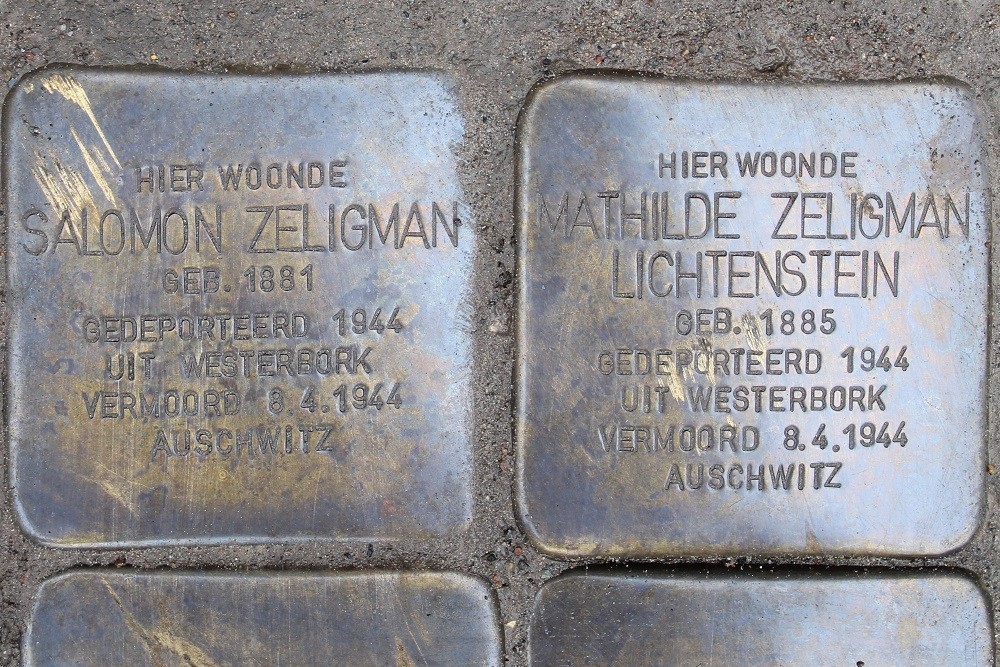 HIER WOONDE
SALOMON ZELIGMAN
GEB. 1881
GEDEPORTEERD 1944
UIT WESTERBORK
VERMOORD 8.4.1944
AUSCHWITZ
HIER WOONDE
MATHILDE ZELIGMAN
LICHTENSTEIN
GEB. 1885
GEDEPORTEERD 1944
UIT WESTERBORK
VERMOORD 8.4.1944
AUSCHWITZ